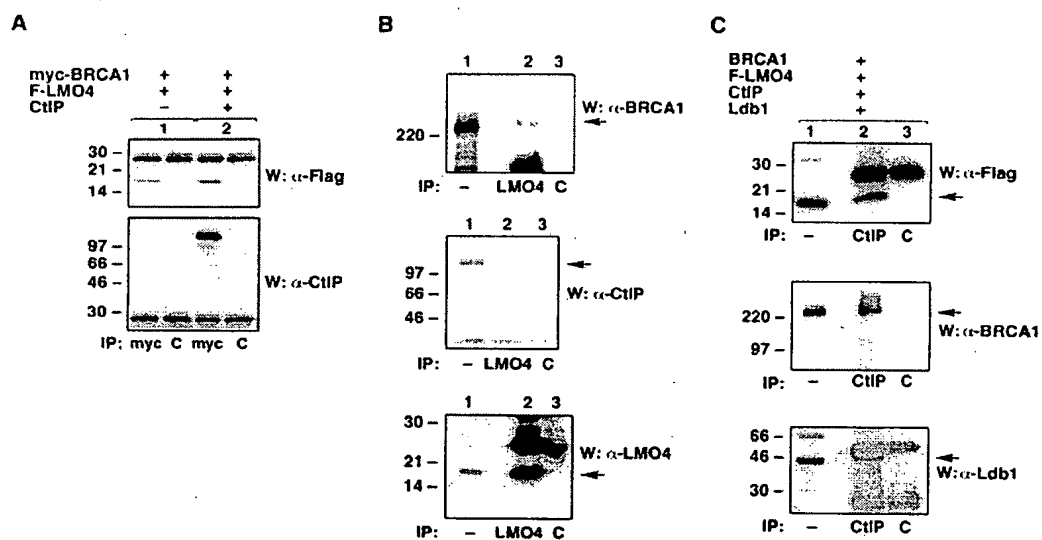 A
myc-BRCA1 + +
F-LMO4 + +
CtIP – +
1 2
30 –
21 –
14 –
W: α-Flag
97 –
66 –
46 –
30 –
W: α-CtIP
IP: myc C myc C
B
1 2 3
220 –
W: α-BRCA1
IP: – LMO4 C
1 2 3
97 –
66 –
46 –
W: α-CtIP
IP: – LMO4 C
1 2 3
30 –
21 –
14 –
W: α-LMO4
IP: – LMO4 C
C
BRCA1 +
F-LMO4 +
CtIP +
Ldb1 +
1 2 3
30 –
21 –
14 –
W: α-Flag
IP: – CtIP C
220 –
97 –
W: α-BRCA1
IP: – CtIP C
66 –
46 –
30 –
W: α-Ldb1
IP: – CtIP C